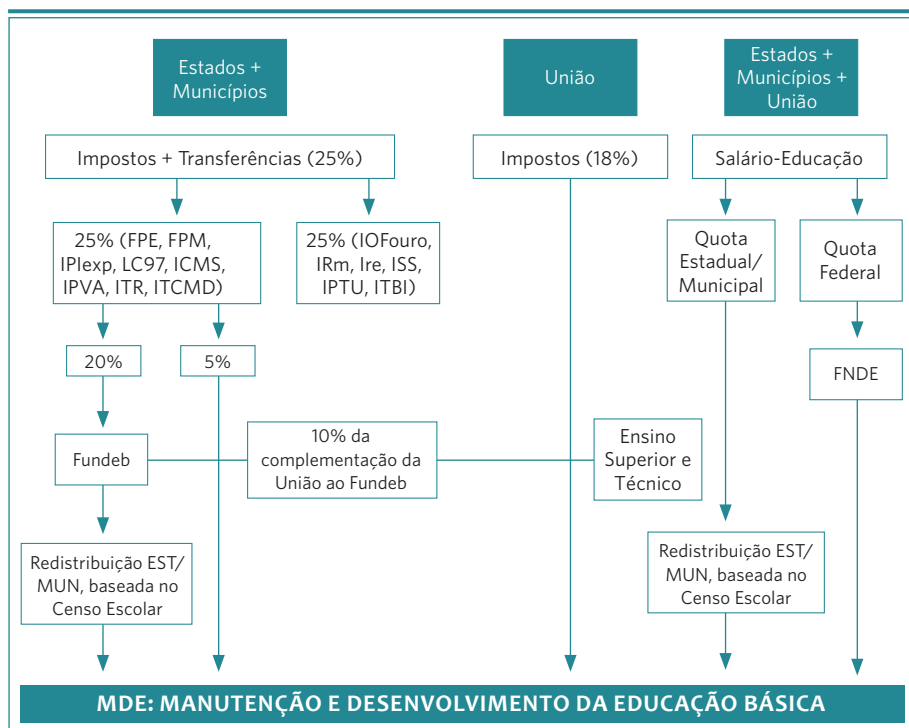 Estados +
Municípios
União
Estados +
Municípios +
União
Impostos + Transferências (25%)
Impostos (18%)
Salário-Educação
25% (FPE, FPM,
IPIexp, LC97, ICMS,
IPVA, ITR, ITCMD)
25% (IOFouro,
IRm, Ire, ISS,
IPTU, ITBI)
Quota
Estadual/
Municipal
Quota
Federal
20%
5%
FNDE
Fundeb
10% da
complementação da
União ao Fundeb
Ensino
Superior e
Técnico
Redistribuição EST/
MUN, baseada no
Censo Escolar
Redistribuição EST/
MUN, baseada no
Censo Escolar
MDE: MANUTENÇÃO E DESENVOLVIMENTO DA EDUCAÇÃO BÁSICA